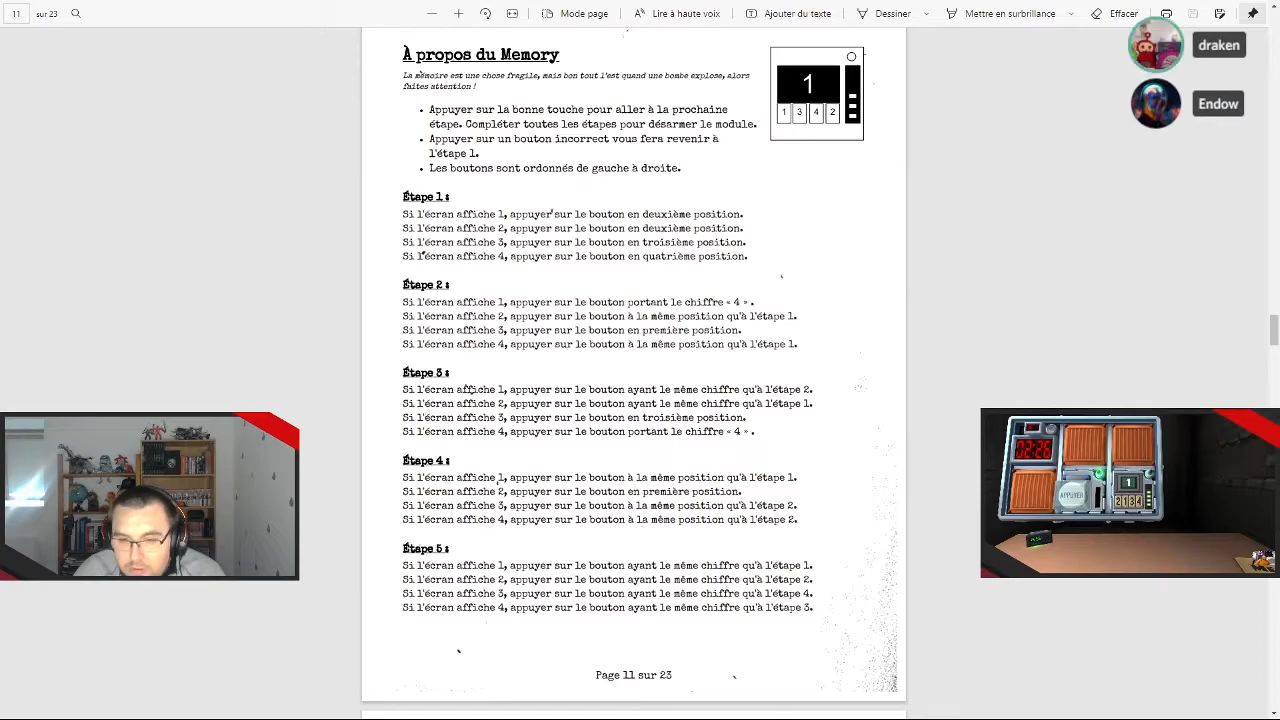 11 sur 23
Page pleine
Mode page
Lire à haute voix
Ajouter du texte
Dessiner
Mettre en surbrillance
Effacer
draken
Endow
À propos du Memory
La mémoire est une chose fragile, mais bon tout l'est quand une bombe explose, alors
faites attention !
• Appuyer sur la bonne touche pour aller à la prochaine
étape. Compléter toutes les étapes pour désarmer le module.
• Appuyer sur un bouton incorrect vous fera revenir à
l'étape 1.
• Les boutons sont ordonnés de gauche à droite.
1
1 3 4 2
Étape 1 :
Si l'écran affiche 1, appuyer sur le bouton en deuxième position.
Si l'écran affiche 2, appuyer sur le bouton en deuxième position.
Si l'écran affiche 3, appuyer sur le bouton en troisième position.
Si l'écran affiche 4, appuyer sur le bouton en quatrième position.
Étape 2 :
Si l'écran affiche 1, appuyer sur le bouton portant le chiffre « 4 » .
Si l'écran affiche 2, appuyer sur le bouton à la même position qu'à l'étape 1.
Si l'écran affiche 3, appuyer sur le bouton en première position.
Si l'écran affiche 4, appuyer sur le bouton à la même position qu'à l'étape 1.
Étape 3 :
Si l'écran affiche 1, appuyer sur le bouton ayant le même chiffre qu'à l'étape 2.
Si l'écran affiche 2, appuyer sur le bouton ayant le même chiffre qu'à l'étape 1.
Si l'écran affiche 3, appuyer sur le bouton en troisième position.
Si l'écran affiche 4, appuyer sur le bouton portant le chiffre « 4 » .
Étape 4 :
Si l'écran affiche 1, appuyer sur le bouton à la même position qu'à l'étape 1.
Si l'écran affiche 2, appuyer sur le bouton en première position.
Si l'écran affiche 3, appuyer sur le bouton à la même position qu'à l'étape 2.
Si l'écran affiche 4, appuyer sur le bouton à la même position qu'à l'étape 2.
Étape 5 :
Si l'écran affiche 1, appuyer sur le bouton ayant le même chiffre qu'à l'étape 1.
Si l'écran affiche 2, appuyer sur le bouton ayant le même chiffre qu'à l'étape 2.
Si l'écran affiche 3, appuyer sur le bouton ayant le même chiffre qu'à l'étape 4.
Si l'écran affiche 4, appuyer sur le bouton ayant le même chiffre qu'à l'étape 3.
Page 11 sur 23
02:26
APPUYER
1